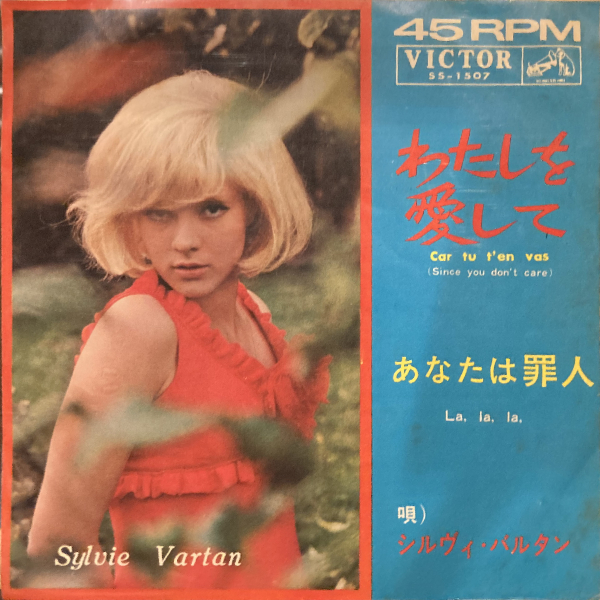 45 RPM
VICTOR
SS-1507
わたしを
愛して
Car tu t'en vas
(Since you don't care)
あなたは罪人
La, la, la,
唄)
シルヴィ・バルタン
Sylvie Vartan